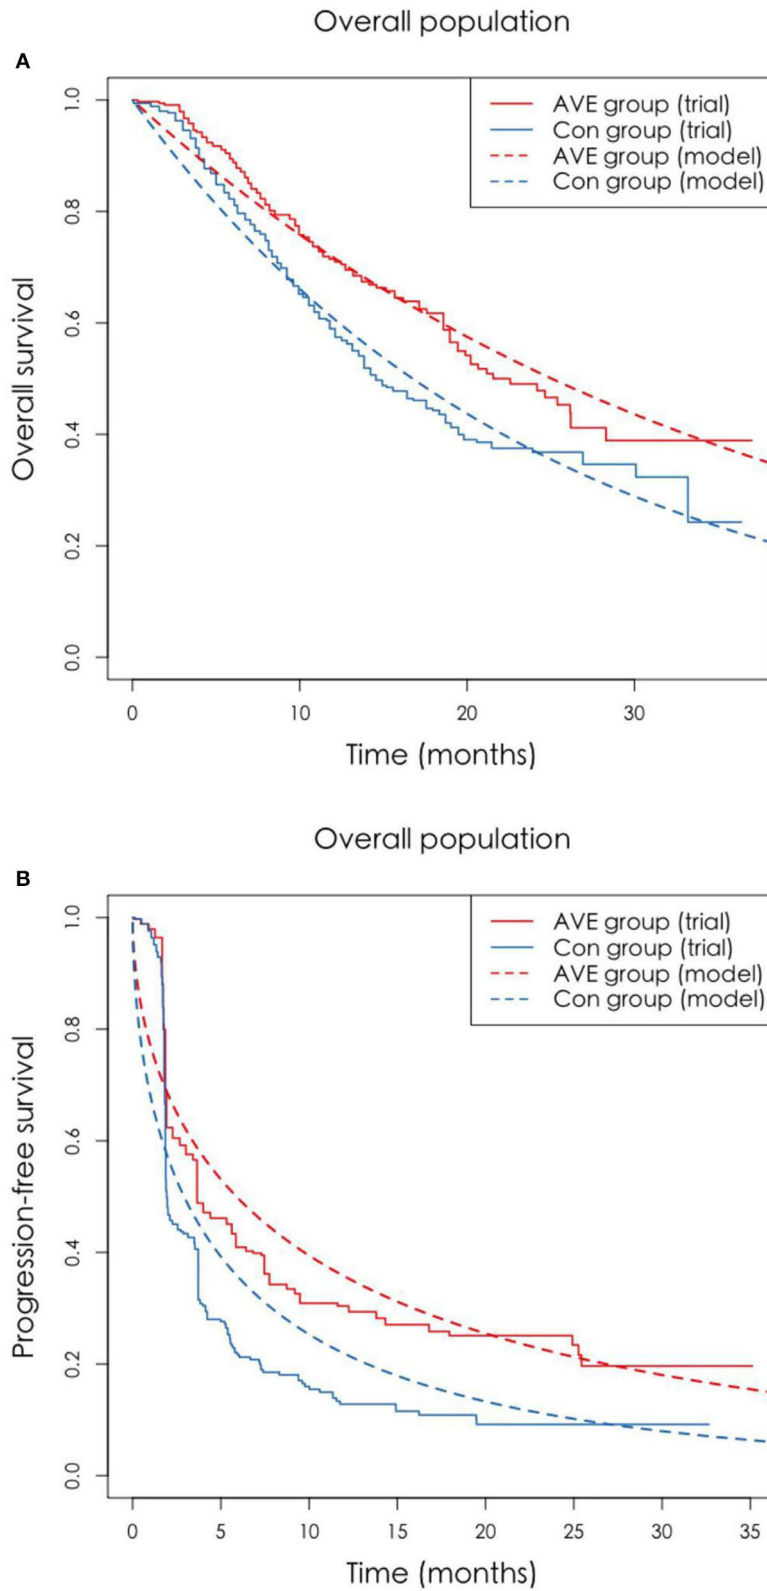 Overall population
A
AVE group (trial)
Con group (trial)
AVE group (model)
Con group (model)
Overall survival
1.0
0.8
0.6
0.4
0.2
0.0
0 10 20 30
Time (months)
Overall population
B
AVE group (trial)
Con group (trial)
AVE group (model)
Con group (model)
Progression-free survival
1.0
0.8
0.6
0.4
0.2
0.0
0 5 10 15 20 25 30 35
Time (months)